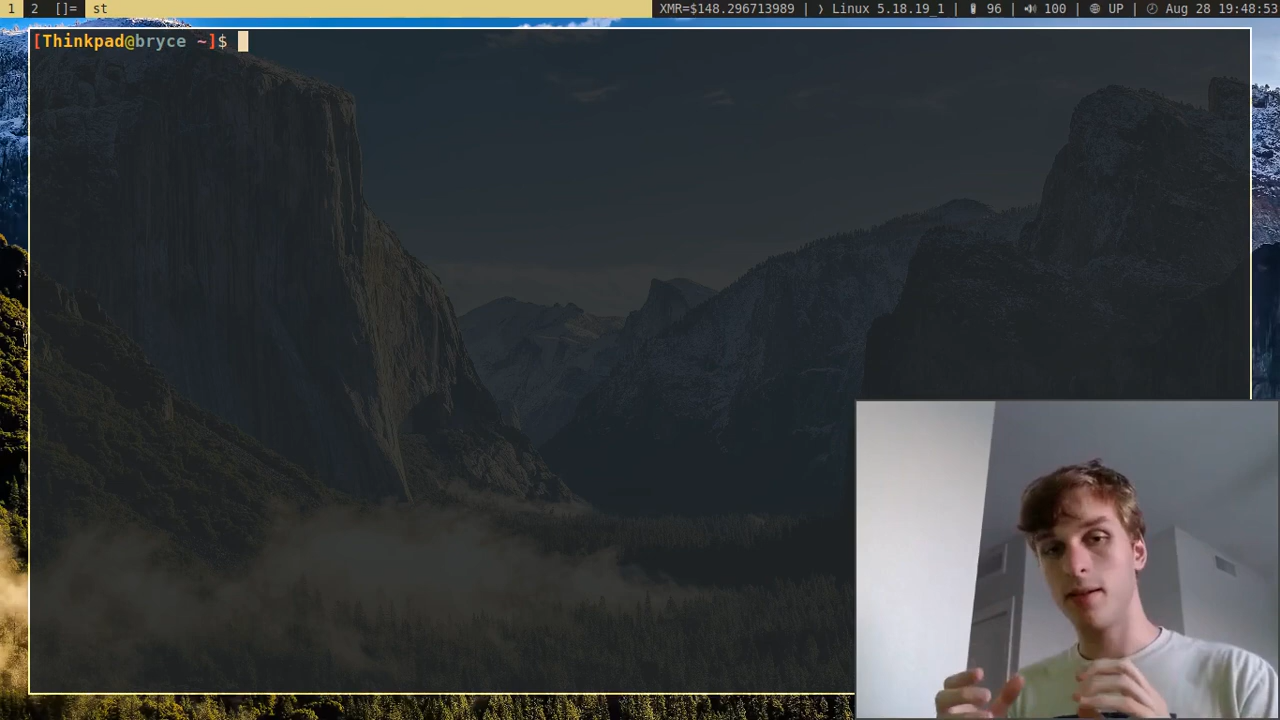 1 2 []= st XMR=$148.296713989 | ❭ Linux 5.18.19_1 | 96 | 100 | UP | Aug 28 19:48:53
[Thinkpad@bryce ~]$